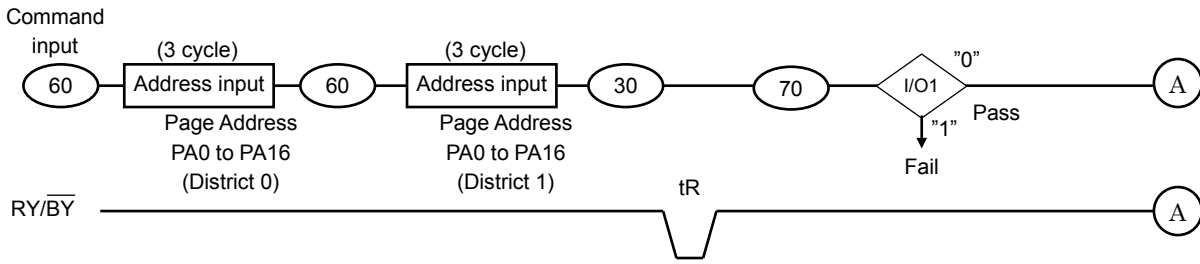 Command
input
(3 cycle)
(3 cycle)
"0"
60
Address input
60
Address input
30
70
I/O1
A
Page Address
PA0 to PA16
(District 0)
Page Address
PA0 to PA16
(District 1)
Pass
"1"
Fail
tR
RY/B̅Y̅
A